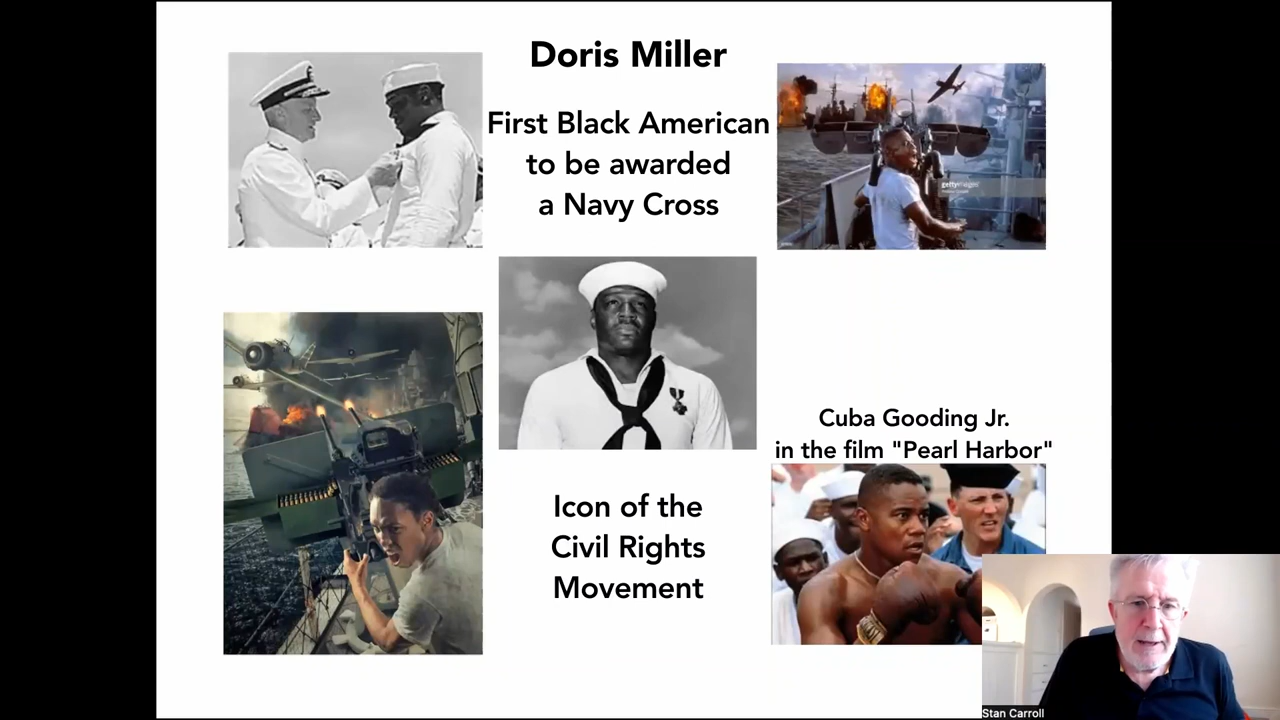 Doris Miller
First Black American
to be awarded
a Navy Cross
gettyimages
Icon of the
Civil Rights
Movement
Cuba Gooding Jr.
in the film "Pearl Harbor"
Stan Carroll